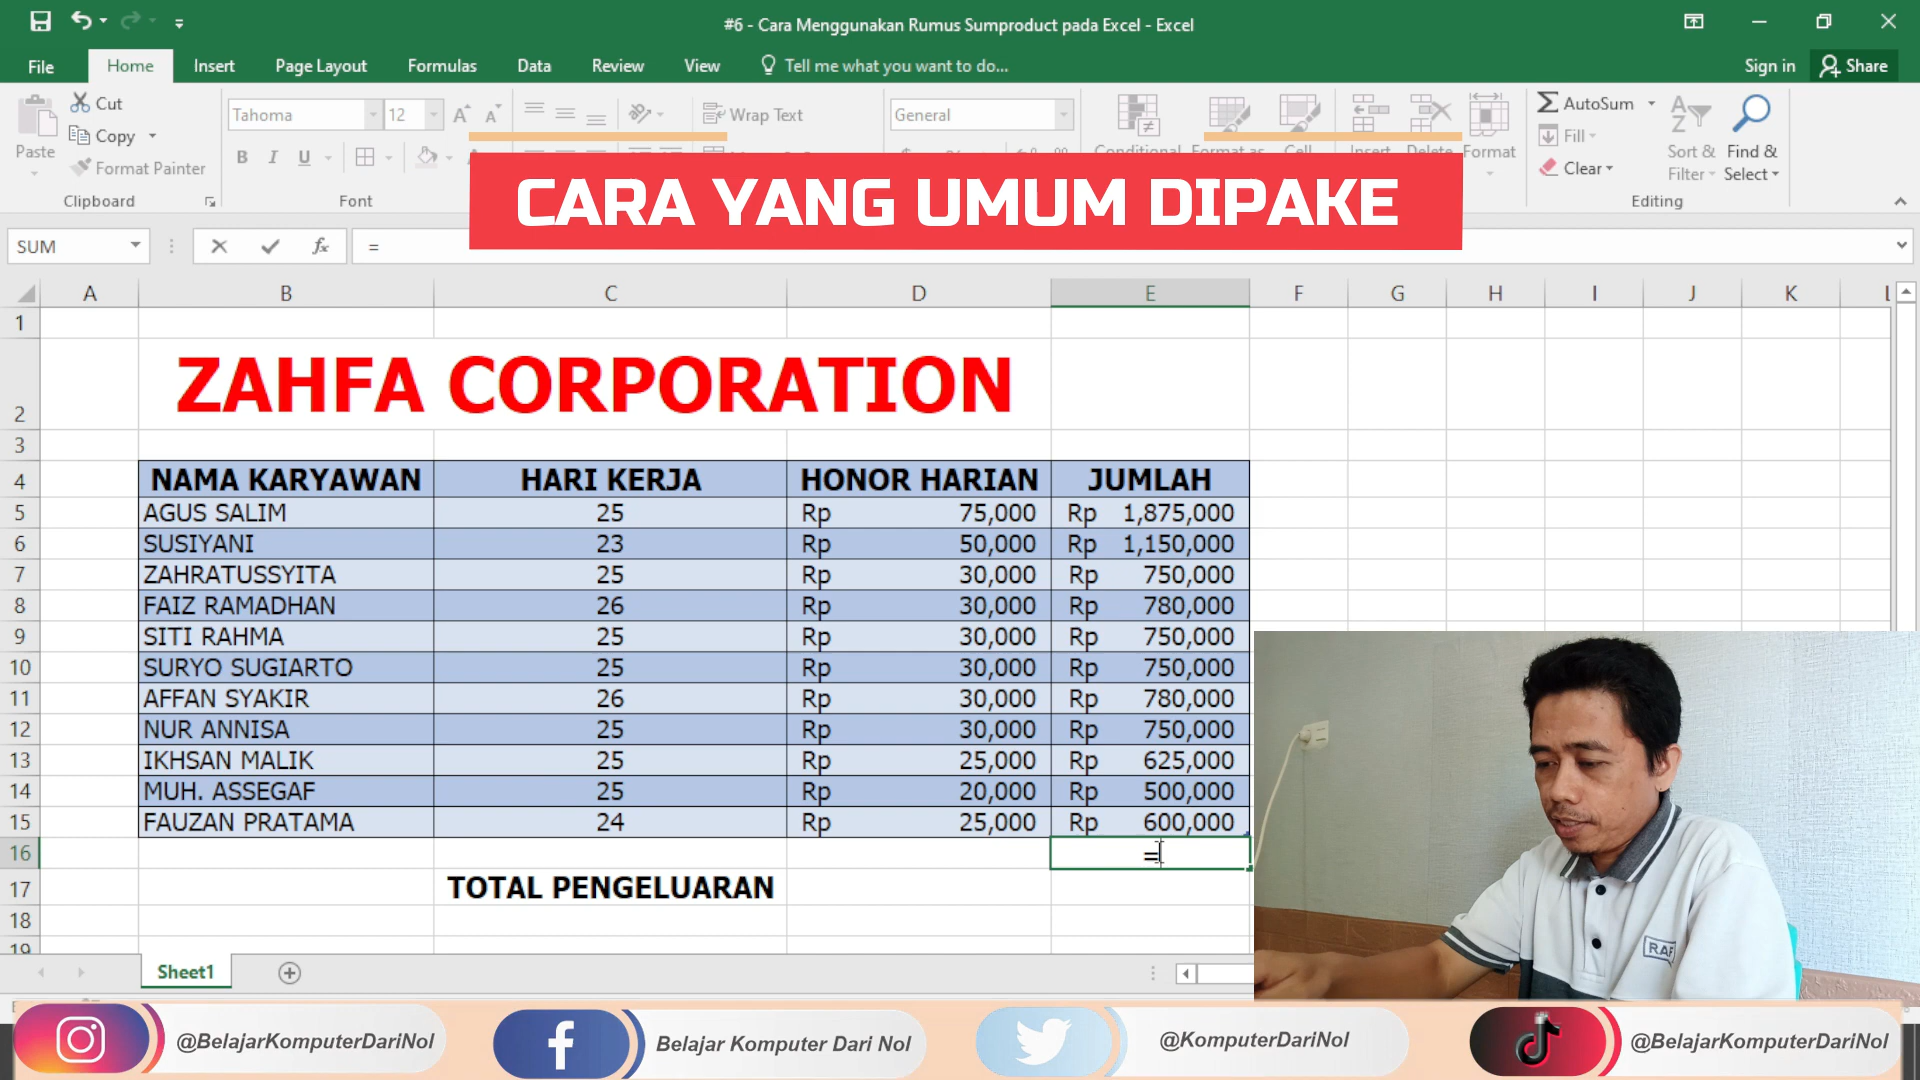 #6 - Cara Menggunakan Rumus Sumproduct pada Excel - Excel
File Home Insert Page Layout Formulas Data Review View Tell me what you want to do... Sign in Share
Cut
Copy
Format Painter
Paste
Clipboard
Tahoma 12
B I U
Font
Wrap Text
General
Conditional Format as Cell Insert Delete Format
AutoSum
Fill
Clear
Sort & Filter
Find & Select
Editing
CARA YANG UMUM DIPAKE
SUM fx =
A B C D E F G H I J K L
1
2 ZAHFA CORPORATION
3
4 NAMA KARYAWAN HARI KERJA HONOR HARIAN JUMLAH
5 AGUS SALIM 25 Rp 75,000 Rp 1,875,000
6 SUSIYANI 23 Rp 50,000 Rp 1,150,000
7 ZAHRATUSSYITA 25 Rp 30,000 Rp 750,000
8 FAIZ RAMADHAN 26 Rp 30,000 Rp 780,000
9 SITI RAHMA 25 Rp 30,000 Rp 750,000
10 SURYO SUGIARTO 25 Rp 30,000 Rp 750,000
11 AFFAN SYAKIR 26 Rp 30,000 Rp 780,000
12 NUR ANNISA 25 Rp 30,000 Rp 750,000
13 IKHSAN MALIK 25 Rp 25,000 Rp 625,000
14 MUH. ASSEGAF 25 Rp 20,000 Rp 500,000
15 FAUZAN PRATAMA 24 Rp 25,000 Rp 600,000
16 =
17 TOTAL PENGELUARAN
18
19
RAF
Sheet1
@BelajarKomputerDariNol
Belajar Komputer Dari Nol
@KomputerDariNol
@BelajarKomputerDariNol